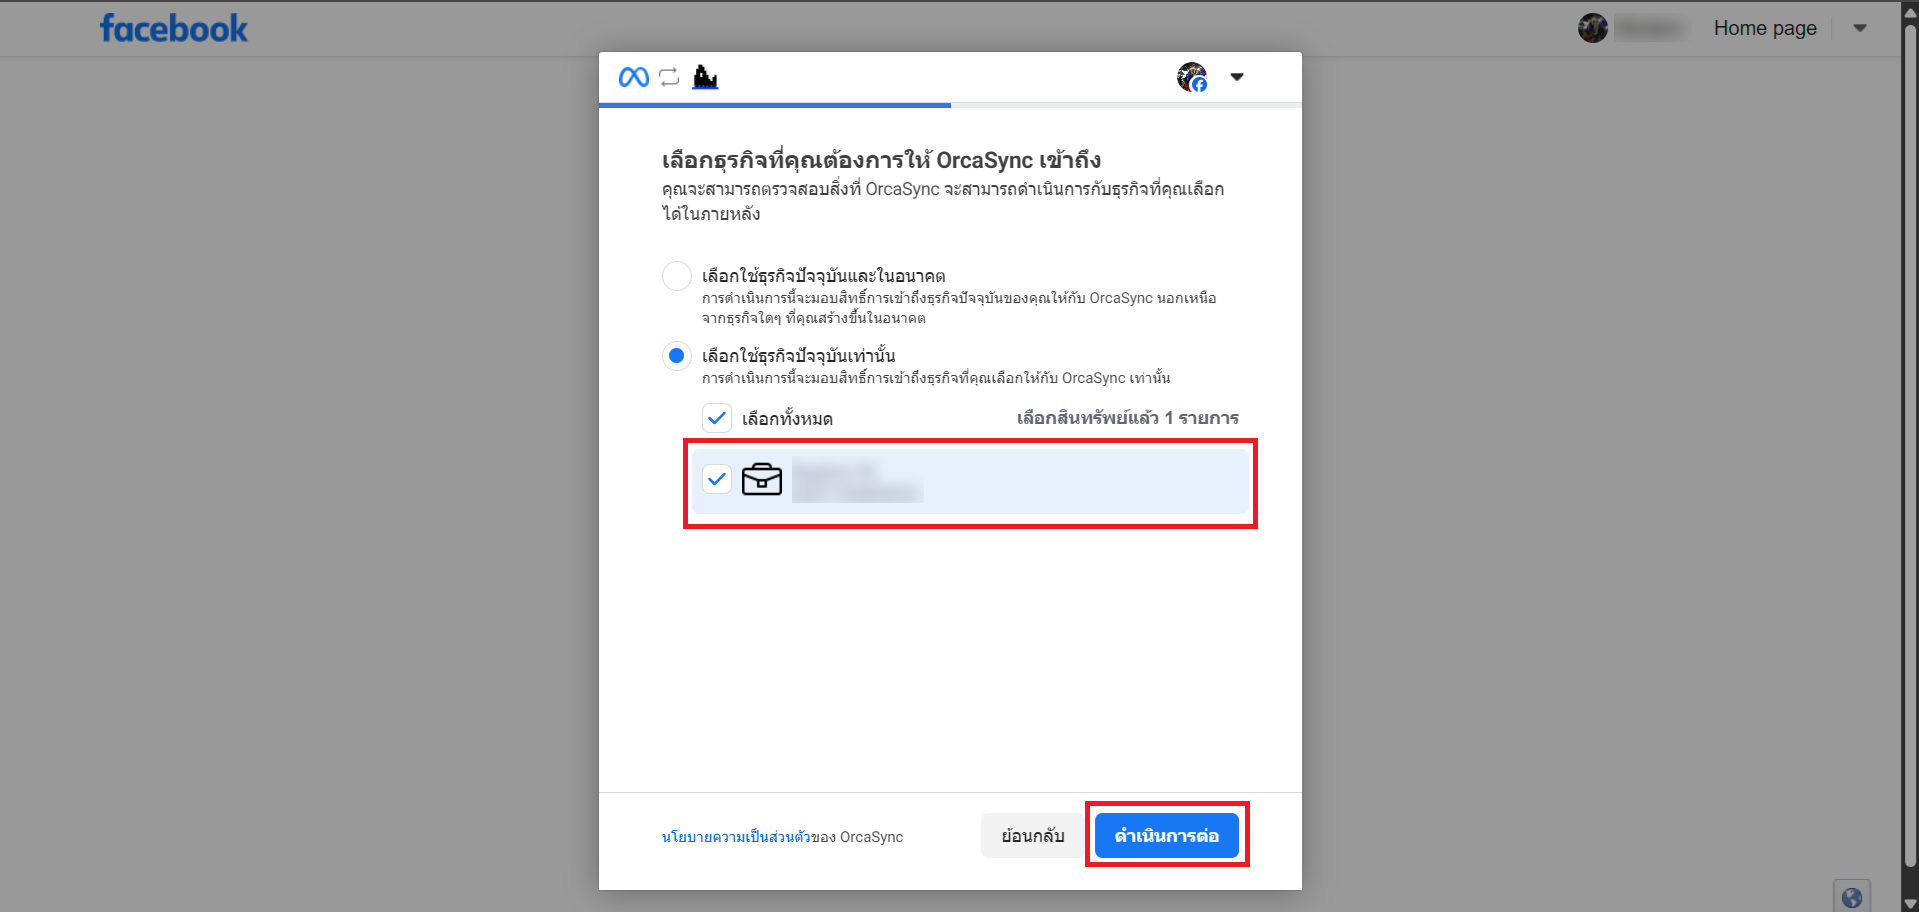 facebook
Home page
เลือกธุรกิจที่คุณต้องการให้ OrcaSync เข้าถึง
คุณจะสามารถตรวจสอบสิ่งที่ OrcaSync จะสามารถดำเนินการกับธุรกิจที่คุณเลือก
ได้ในภายหลัง
เลือกใช้ธุรกิจปัจจุบันและในอนาคต
การดำเนินการนี้จะมอบสิทธิ์การเข้าถึงธุรกิจปัจจุบันของคุณให้กับ OrcaSync นอกเหนือ
จากธุรกิจใดๆ ที่คุณสร้างขึ้นในอนาคต
เลือกใช้ธุรกิจปัจจุบันเท่านั้น
การดำเนินการนี้จะมอบสิทธิ์การเข้าถึงธุรกิจที่คุณเลือกให้กับ OrcaSync เท่านั้น
เลือกทั้งหมด
เลือกสินทรัพย์แล้ว 1 รายการ
นโยบายความเป็นส่วนตัวของ OrcaSync
ย้อนกลับ
ดำเนินการต่อ